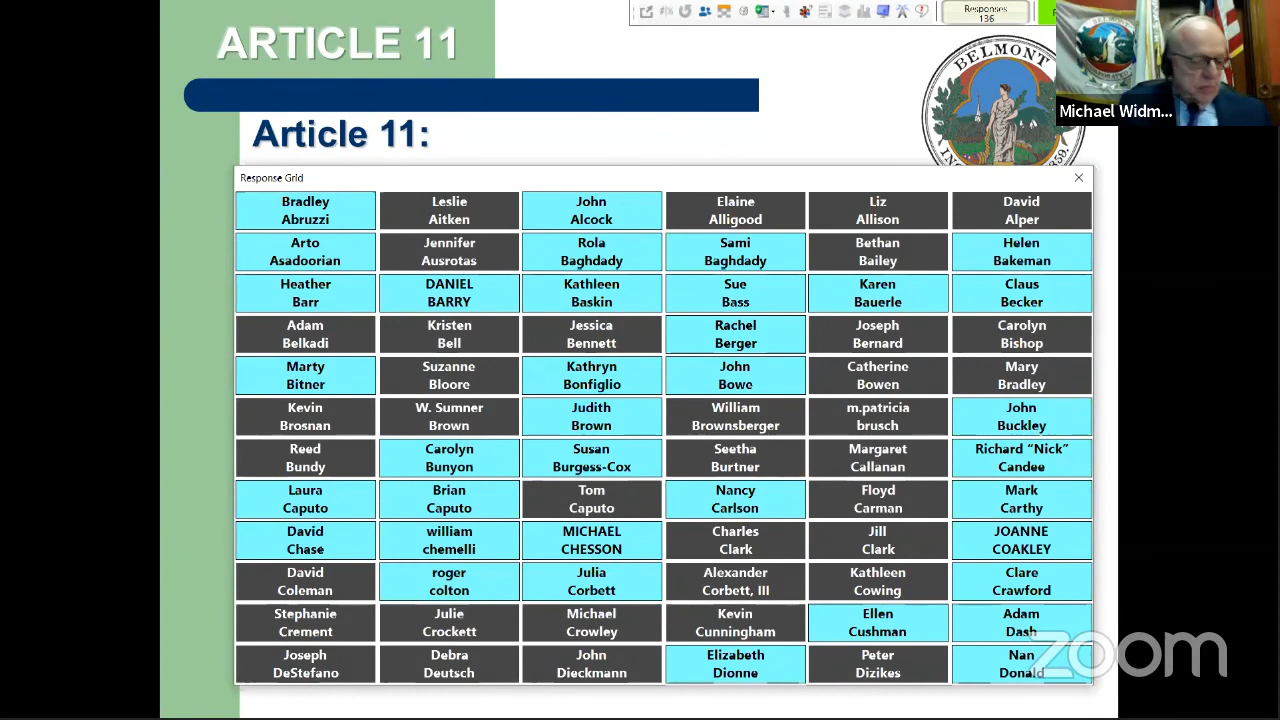 ARTICLE 11
Responses
136
BELMONT
Michael Widm...
Article 11:
Response Grid
Bradley Abruzzi
Leslie Aitken
John Alcock
Elaine Alligood
Liz Allison
David Alper
Arto Asadoorian
Jennifer Ausrotas
Rola Baghdady
Sami Baghdady
Bethan Bailey
Helen Bakeman
Heather Barr
DANIEL BARRY
Kathleen Baskin
Sue Bass
Karen Bauerle
Claus Becker
Adam Belkadi
Kristen Bell
Jessica Bennett
Rachel Berger
Joseph Bernard
Carolyn Bishop
Marty Bitner
Suzanne Bloore
Kathryn Bonfiglio
John Bowe
Catherine Bowen
Mary Bradley
Kevin Brosnan
W. Sumner Brown
Judith Brown
William Brownsberger
m.patricia brusch
John Buckley
Reed Bundy
Carolyn Bunyon
Susan Burgess-Cox
Seetha Burtner
Margaret Callanan
Richard “Nick” Candee
Laura Caputo
Brian Caputo
Tom Caputo
Nancy Carlson
Floyd Carman
Mark Carthy
David Chase
william chemelli
MICHAEL CHESSON
Charles Clark
Jill Clark
JOANNE COAKLEY
David Coleman
roger colton
Julia Corbett
Alexander Corbett, III
Kathleen Cowing
Clare Crawford
Stephanie Crement
Julie Crockett
Michael Crowley
Kevin Cunningham
Ellen Cushman
Adam Dash
Joseph DeStefano
Debra Deutsch
John Dieckmann
Elizabeth Dionne
Peter Dizikes
Nan Donald
zoom